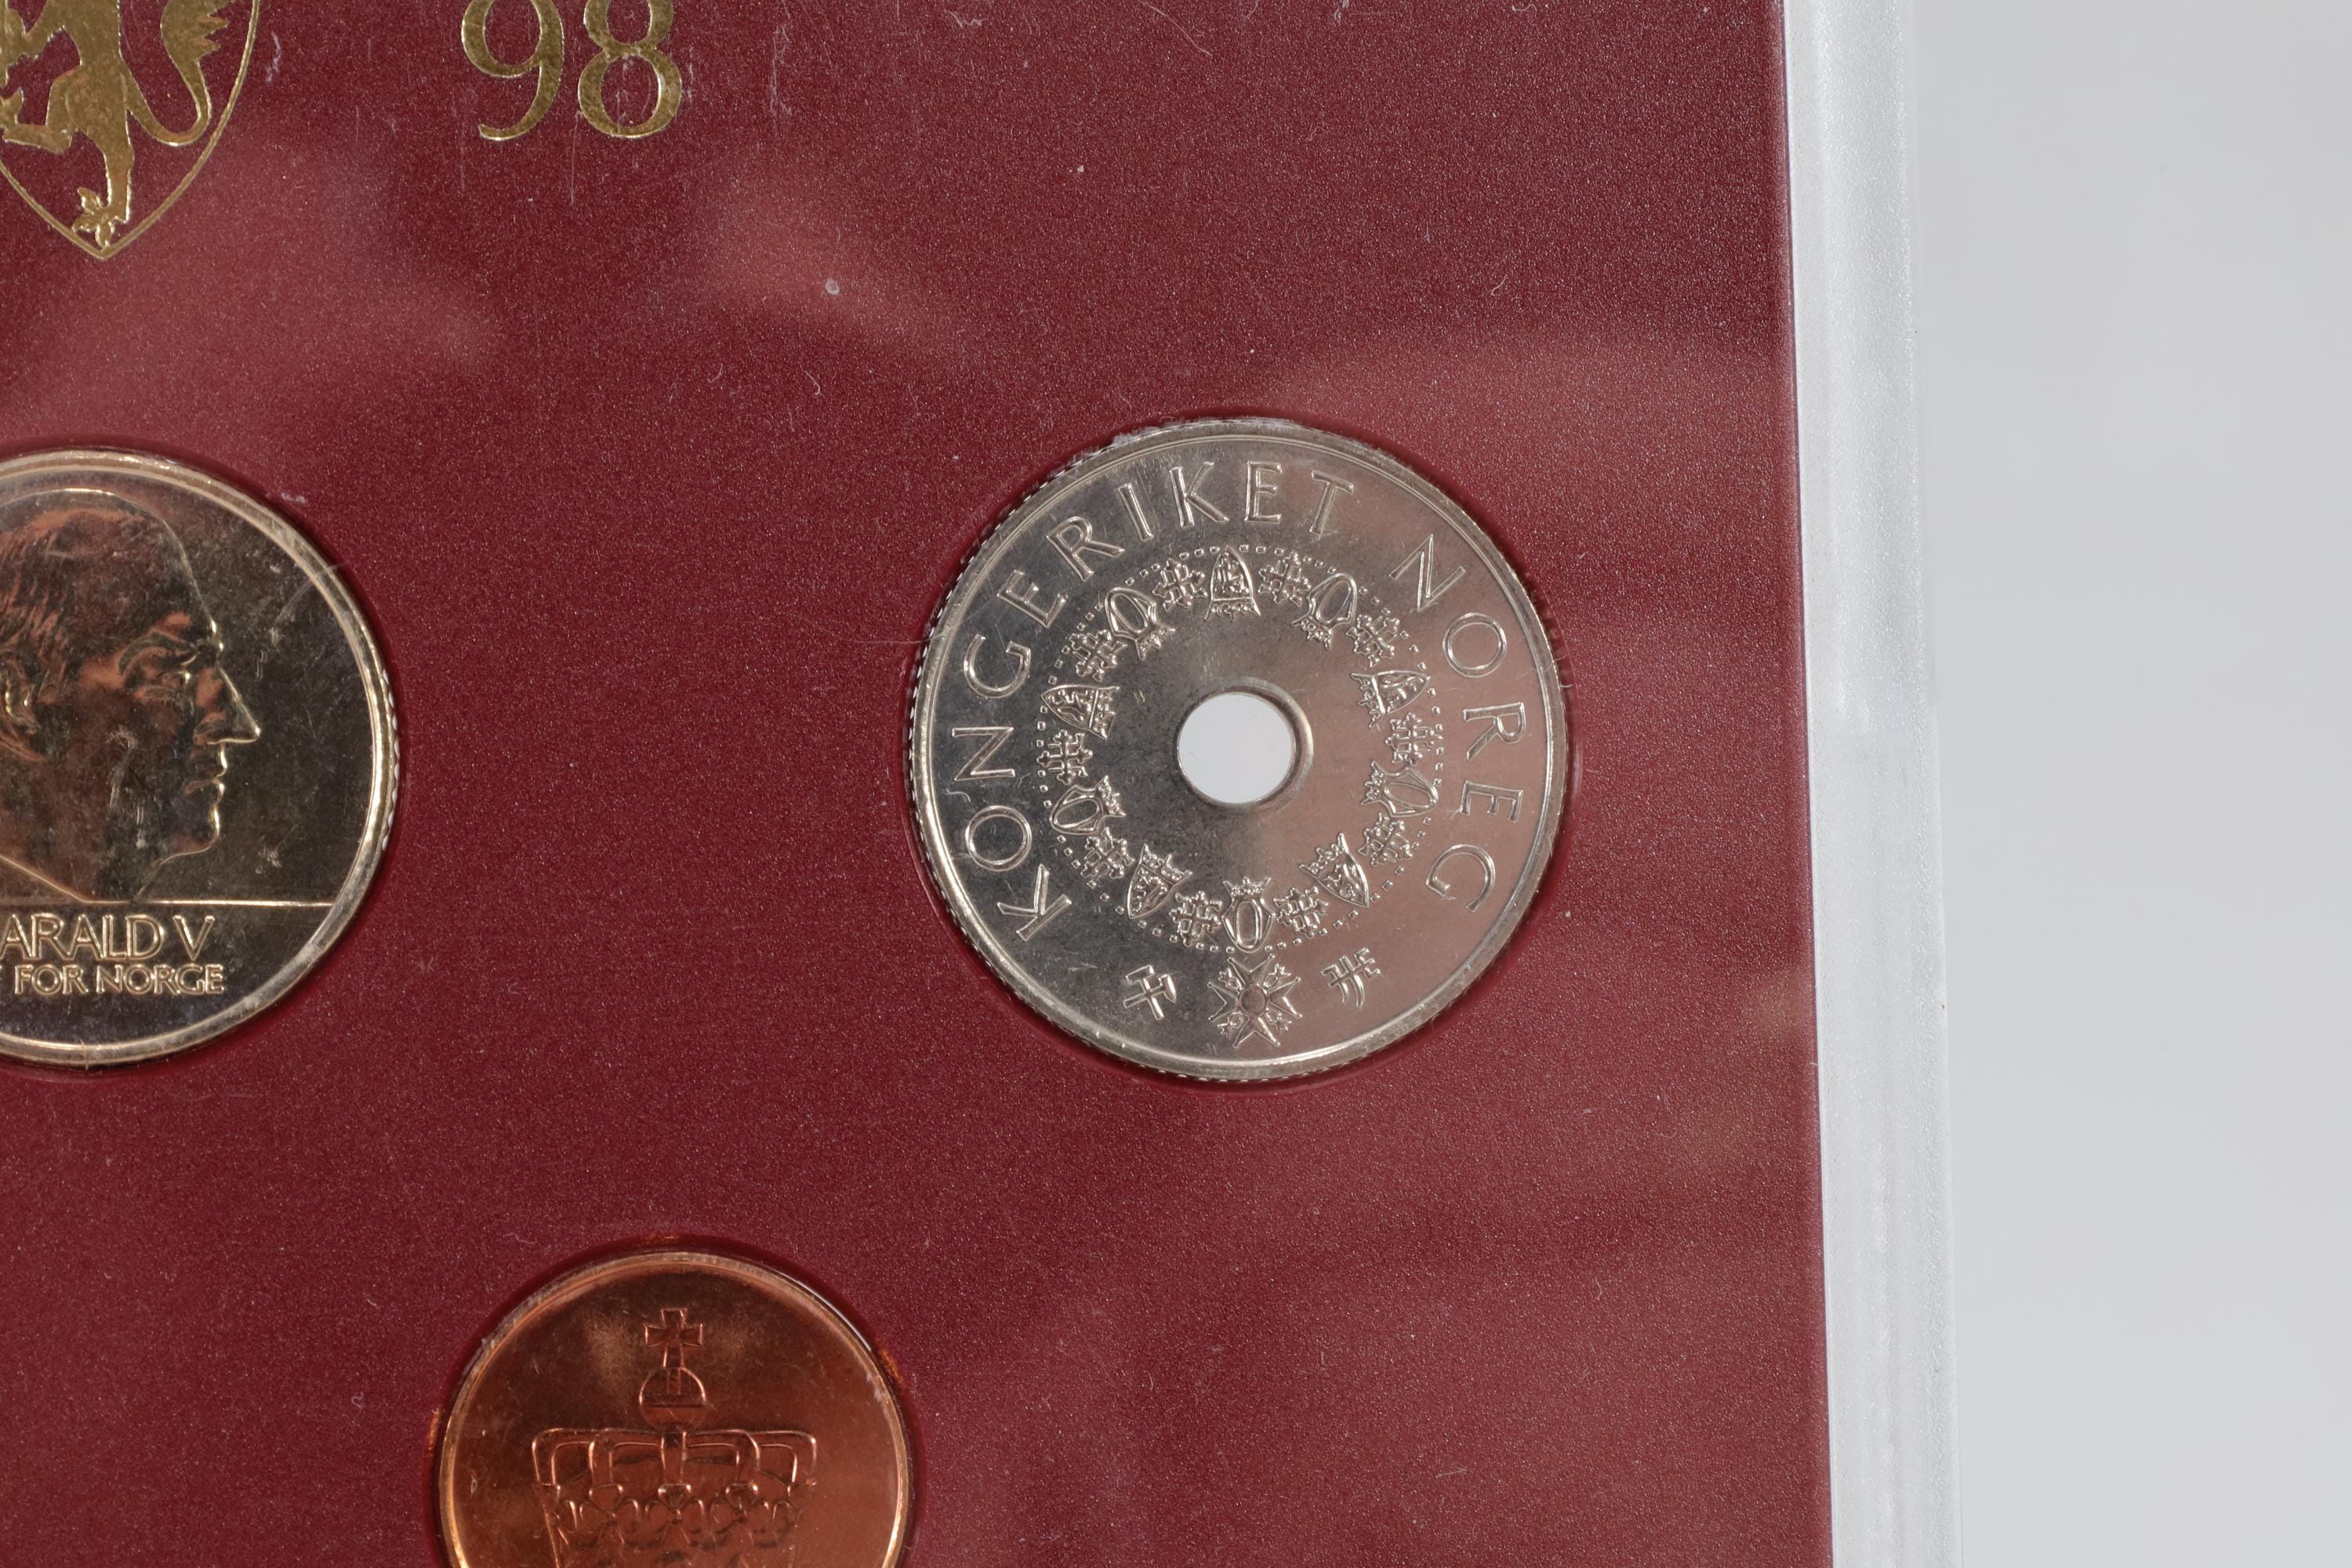 98
KONGERIKET NOREG
ARALD V
FOR NORGE